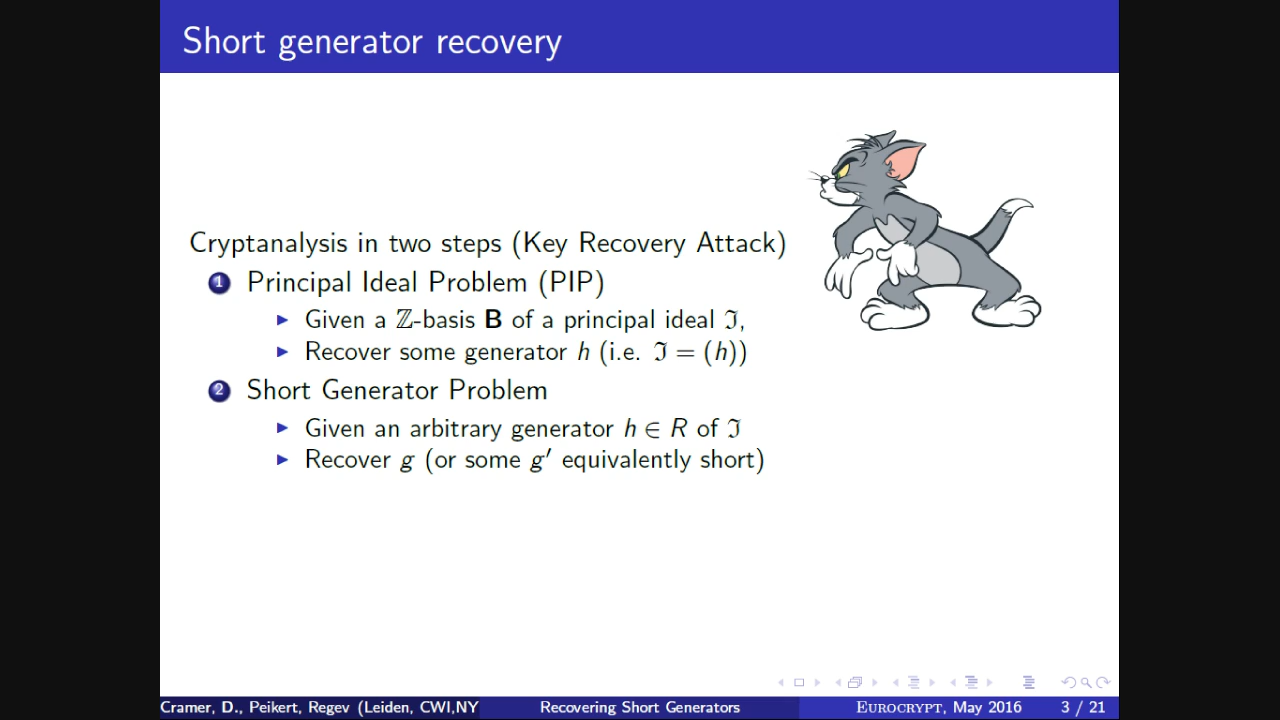 Short generator recovery
Cryptanalysis in two steps (Key Recovery Attack)
1 Principal Ideal Problem (PIP)
▶ Given a ℤ-basis B of a principal ideal ℑ,
▶ Recover some generator h (i.e. ℑ = (h))
2 Short Generator Problem
▶ Given an arbitrary generator h ∈ R of ℑ
▶ Recover g (or some g′ equivalently short)
Cramer, D., Peikert, Regev (Leiden, CWI,NY
Recovering Short Generators
EUROCRYPT, May 2016
3 / 21